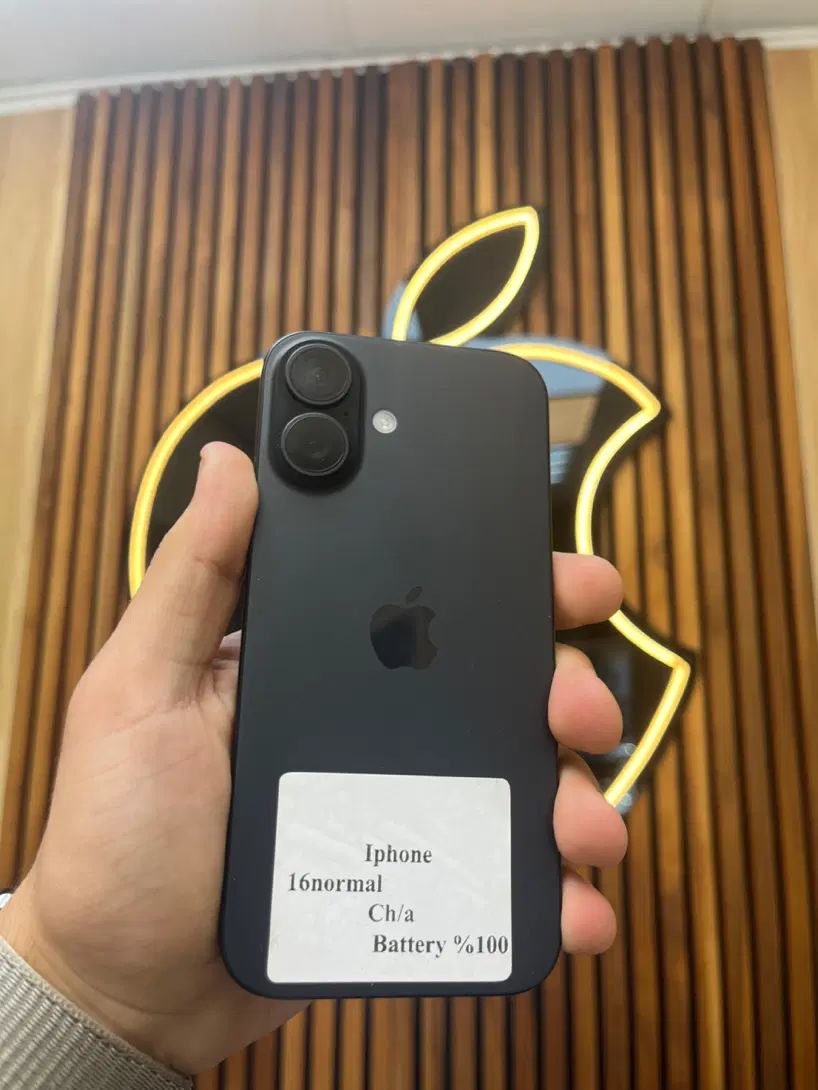 Iphone
16normal
Ch/a
Battery %100